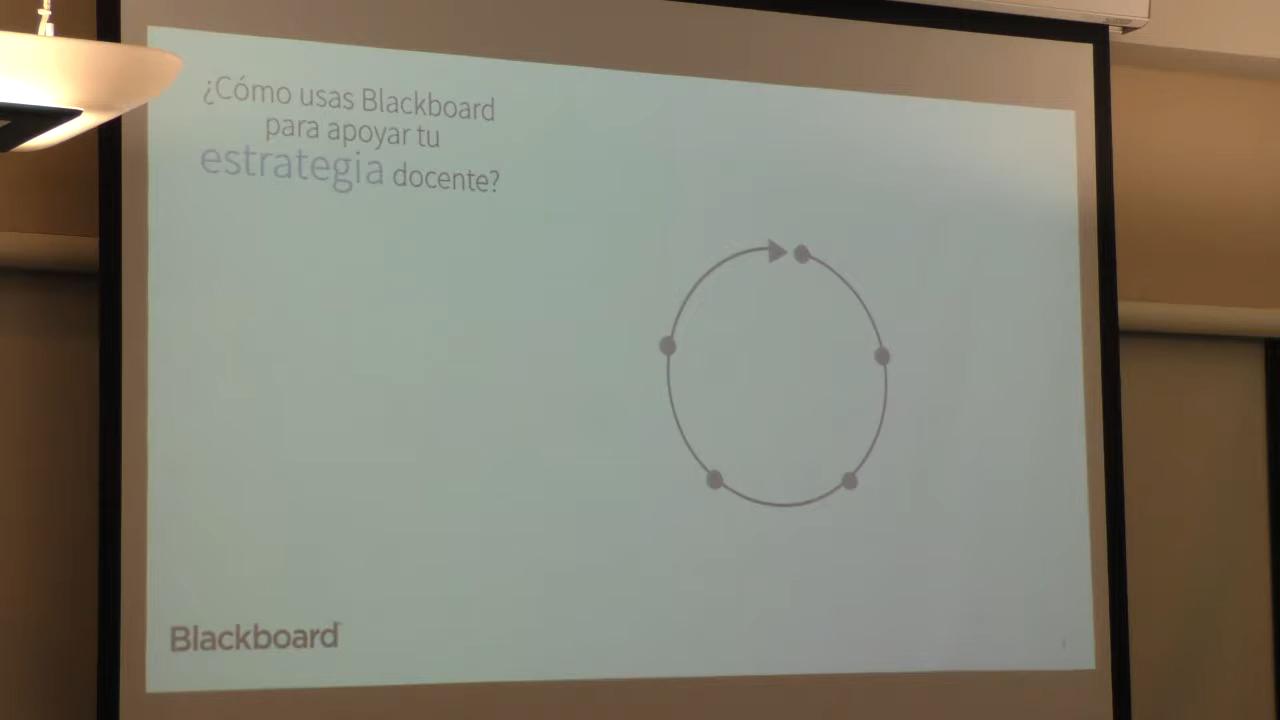 ¿Cómo usas Blackboard
para apoyar tu
estrategia docente?
Blackboard